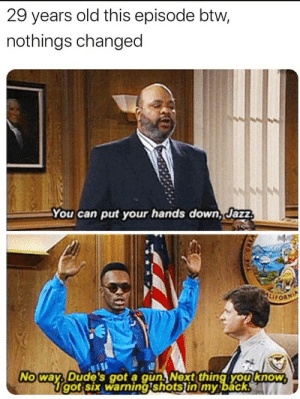 29 years old this episode btw,
nothings changed
You can put your hands down, Jazz.
No way, Dude's got a gun, Next thing you know,
I got six warning shots in my back.